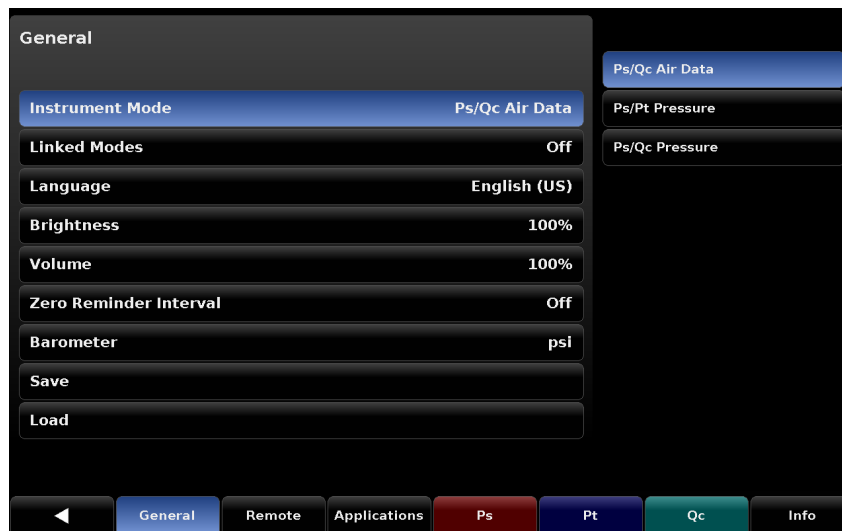 General
Instrument Mode Ps/Qc Air Data
Linked Modes Off
Language English (US)
Brightness 100%
Volume 100%
Zero Reminder Interval Off
Barometer psi
Save
Load
Ps/Qc Air Data
Ps/Pt Pressure
Ps/Qc Pressure
General Remote Applications Ps Pt Qc Info